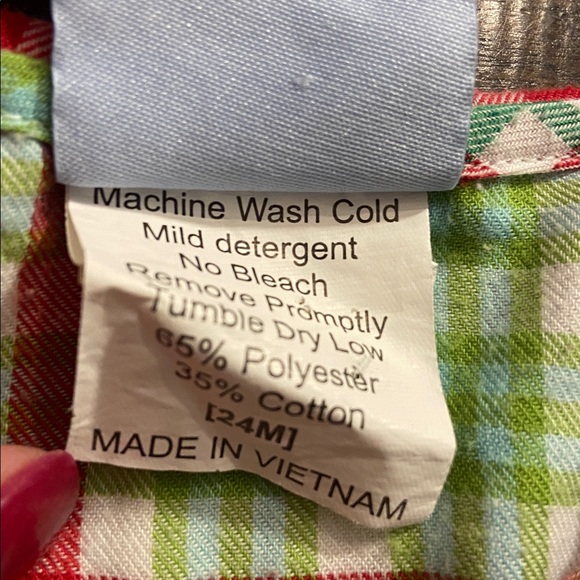 Machine Wash Cold
Mild detergent
No Bleach
Remove Promptly
Tumble Dry Low
65% Polyester
35% Cotton
[24M]
MADE IN VIETNAM